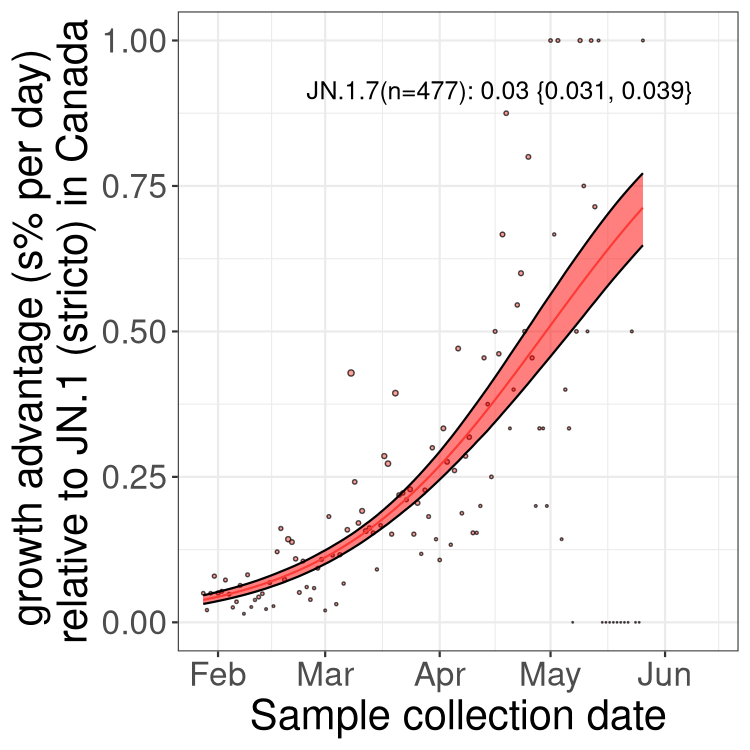 growth advantage (s% per day)
relative to JN.1 (stricto) in Canada
1.00
0.75
0.50
0.25
0.00
JN.1.7(n=477): 0.03 {0.031, 0.039}
Feb Mar Apr May Jun
Sample collection date